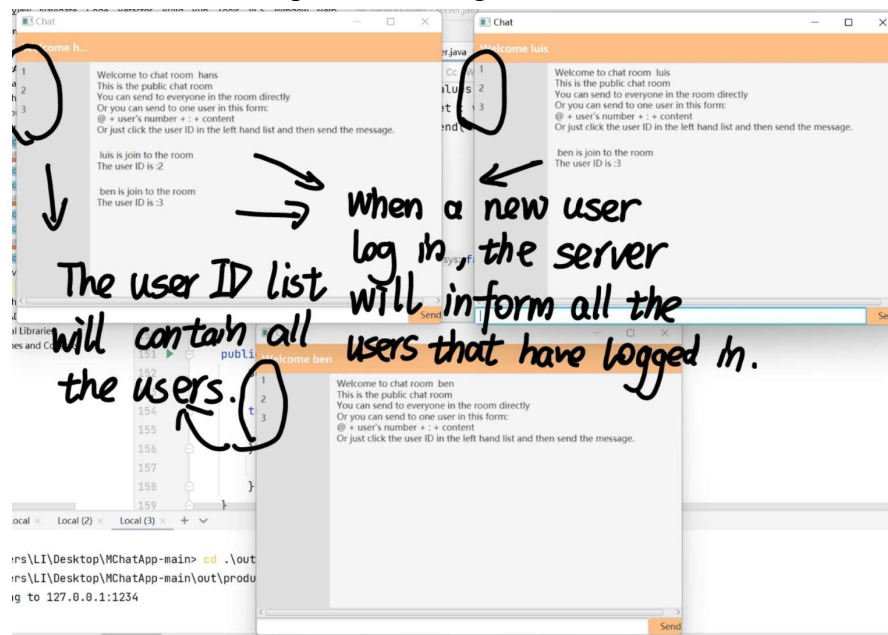 Chat
Welcome h...
1
2
3
Welcome to chat room hans
This is the public chat room
You can send to everyone in the room directly
Or you can send to one user in this form:
@ + user's number + : + content
Or just click the user ID in the left hand list and then send the message.
luis is join to the room
The user ID is :2
ben is join to the room
The user ID is :3
Send
er.java
Chat
Welcome luis
1
2
3
Welcome to chat room luis
This is the public chat room
You can send to everyone in the room directly
Or you can send to one user in this form:
@ + user's number + : + content
Or just click the user ID in the left hand list and then send the message.
ben is join to the room
The user ID is :3
The user ID list
will contain all
the users.
When a new user
log in, the server
will inform all the
users that have logged in.
Welcome ben
1
2
3
Welcome to chat room ben
This is the public chat room
You can send to everyone in the room directly
Or you can send to one user in this form:
@ + user's number + : + content
Or just click the user ID in the left hand list and then send the message.
Send
al Libraries
151 publi
154
155
156
157
158 }
159 }
ocal × Local (2) × Local (3) × +
ers\LI\Desktop\MChatApp-main> cd .\out
ers\LI\Desktop\MChatApp-main\out\produ
ng to 127.0.0.1:1234